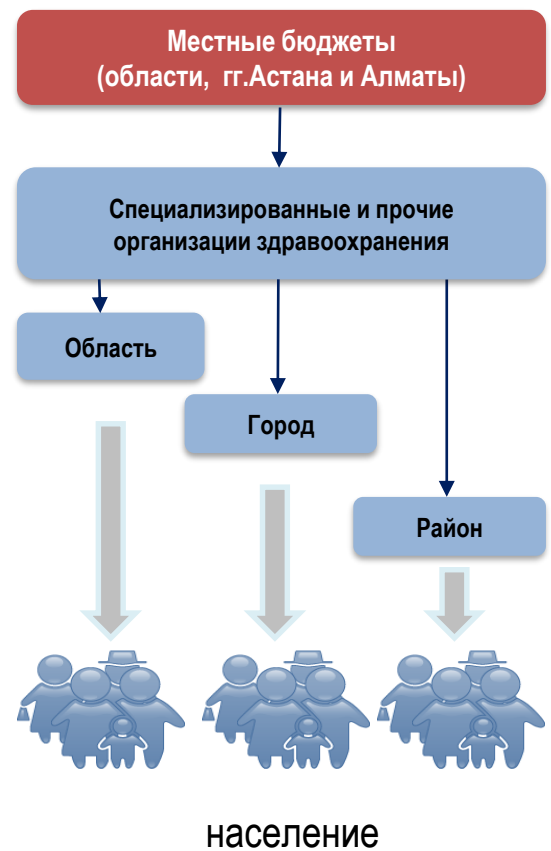 Местные бюджеты
(области, гг.Астана и Алматы)
Специализированные и прочие
организации здравоохранения
Область
Город
Район
население